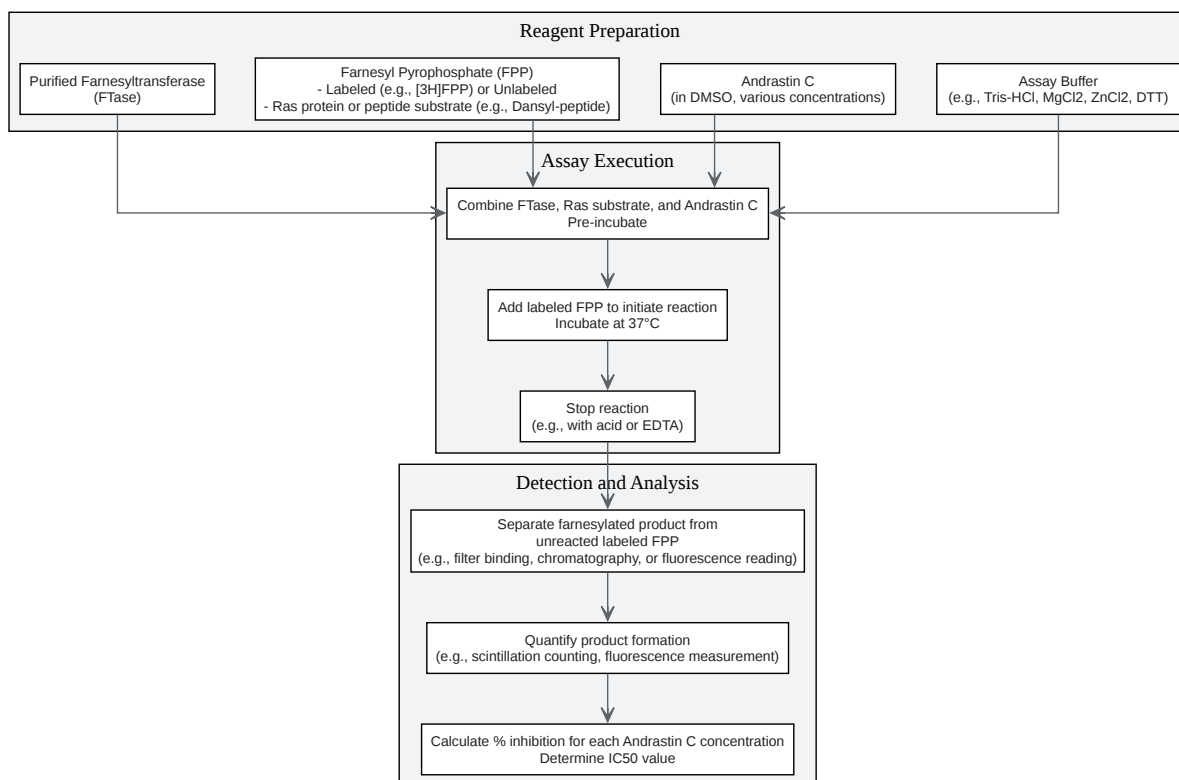 Reagent Preparation
Purified Farnesyltransferase
(FTase)
Farnesyl Pyrophosphate (FPP)
- Labeled (e.g., [3H]FPP) or Unlabeled
- Ras protein or peptide substrate (e.g., Dansyl-peptide)
Andrastin C
(in DMSO, various concentrations)
Assay Buffer
(e.g., Tris-HCl, MgCl2, ZnCl2, DTT)
Assay Execution
Combine FTase, Ras substrate, and Andrastin C
Pre-incubate
Add labeled FPP to initiate reaction
Incubate at 37°C
Stop reaction
(e.g., with acid or EDTA)
Detection and Analysis
Separate farnesylated product from
unreacted labeled FPP
(e.g., filter binding, chromatography, or fluorescence reading)
Quantify product formation
(e.g., scintillation counting, fluorescence measurement)
Calculate % inhibition for each Andrastin C concentration
Determine IC50 value